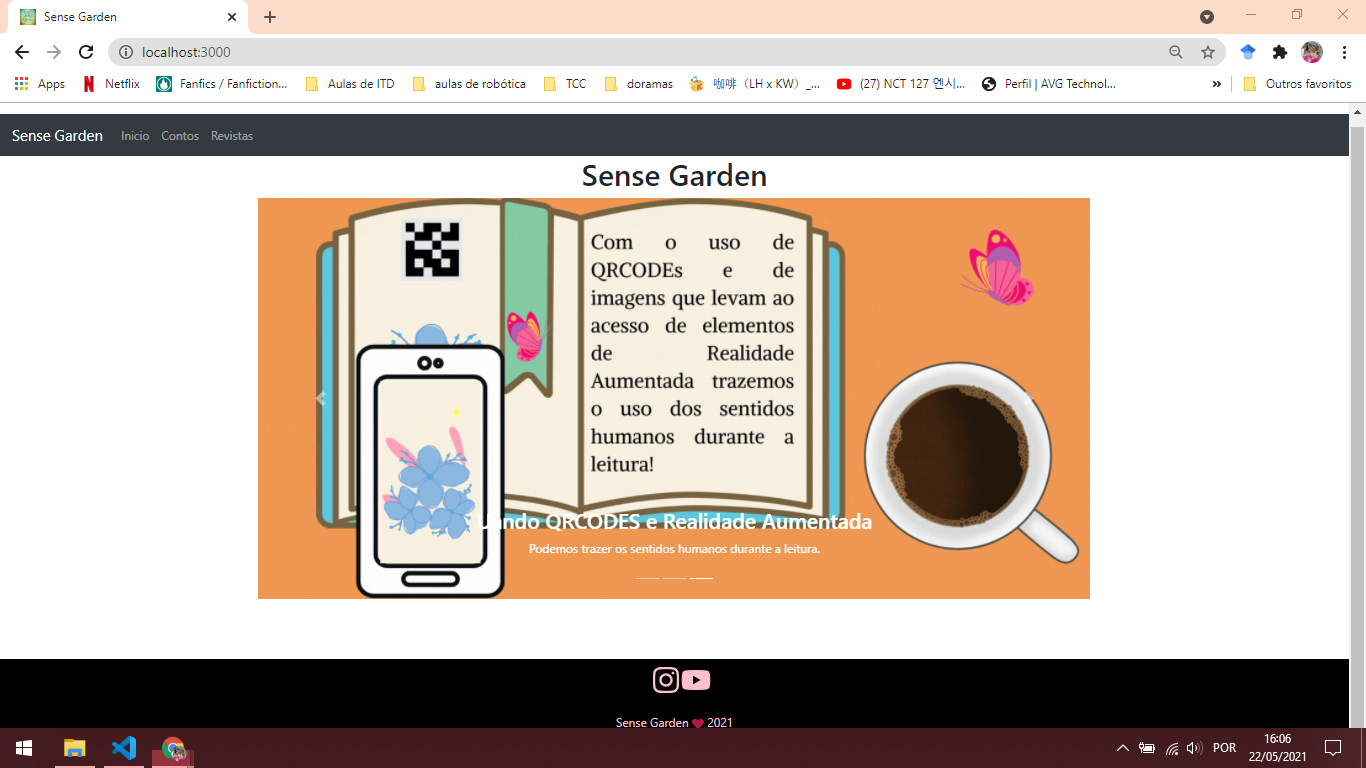 Sense Garden
localhost:3000
Apps Netflix Fanfics / Fanfiction... Aulas de ITD aulas de robótica TCC doramas 咖啡（LH x KW）_... (27) NCT 127 엔시... Perfil | AVG Technol... » Outros favoritos
Sense Garden Inicio Contos Revistas
Sense Garden
Com o uso de
QRCODEs e de
imagens que levam ao
acesso de elementos
de Realidade
Aumentada trazemos
o uso dos sentidos
humanos durante a
leitura!
QRCODES e Realidade Aumentada
Podemos trazer os sentidos humanos durante a leitura.
Sense Garden ❤ 2021
POR
16:06
22/05/2021